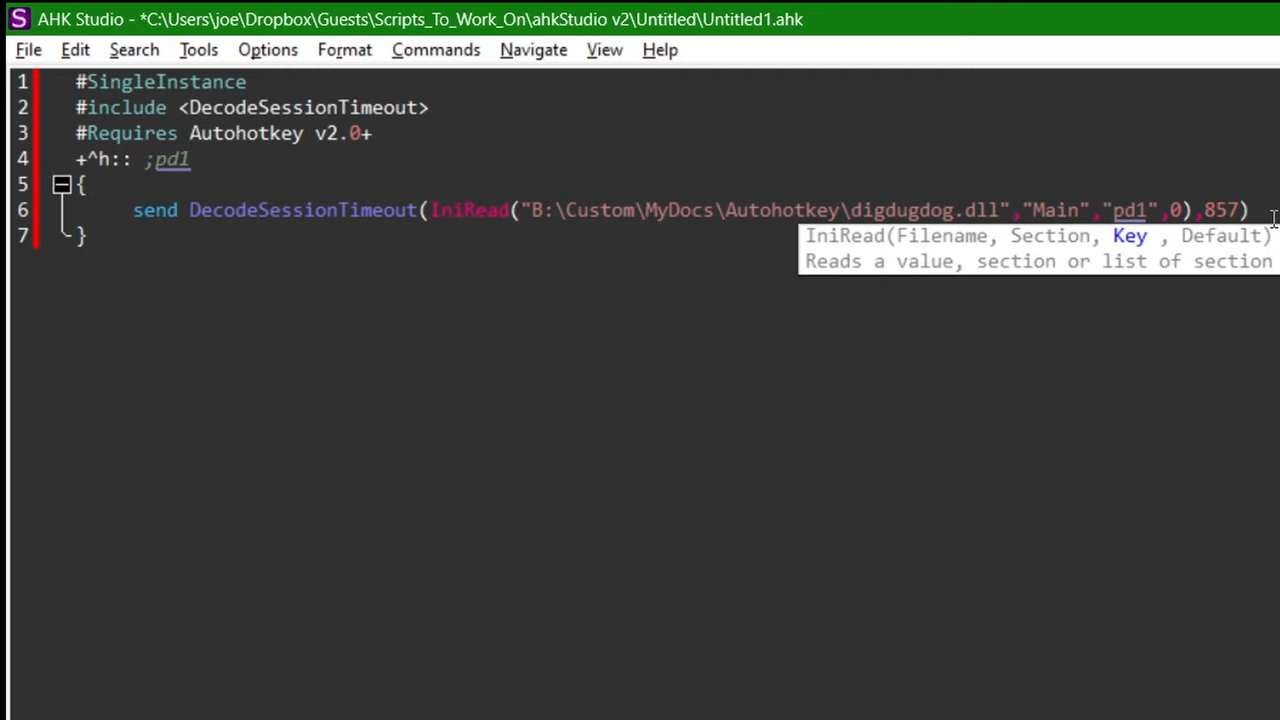 S AHK Studio - *C:\Users\joe\Dropbox\Guests\Scripts_To_Work_On\ahkStudio v2\Untitled\Untitled1.ahk
File Edit Search Tools Options Format Commands Navigate View Help
1 #SingleInstance
2 #include <DecodeSessionTimeout>
3 #Requires Autohotkey v2.0+
4 +^h:: ;pd1
5 {
6 send DecodeSessionTimeout(IniRead("B:\Custom\MyDocs\Autohotkey\digdugdog.dll","Main","pd1",0),857)
7 }
IniRead(Filename, Section, Key , Default)
Reads a value, section or list of section